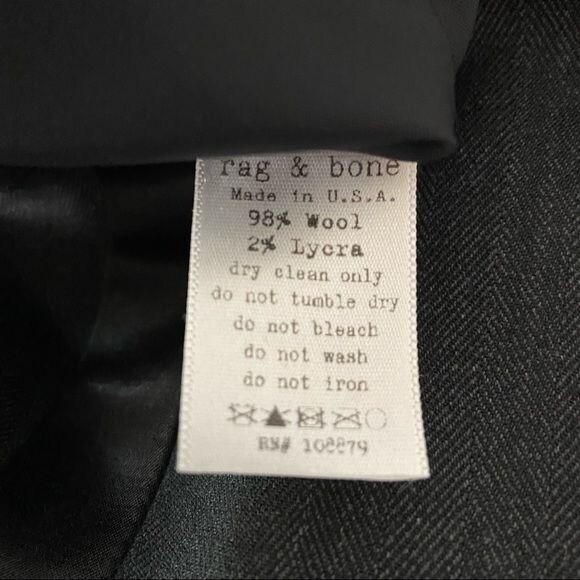 rag & bone
Made in U.S.A.
98% Wool
2% Lycra
dry clean only
do not tumble dry
do not bleach
do not wash
do not iron
RN# 108879